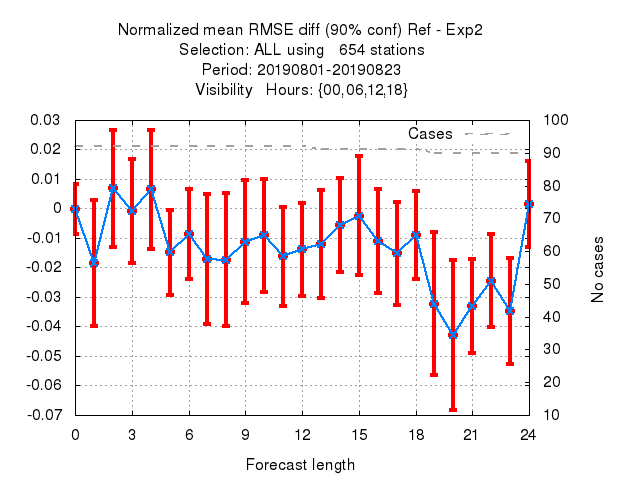 Normalized mean RMSE diff (90% conf) Ref - Exp2
Selection: ALL using 654 stations
Period: 20190801-20190823
Visibility Hours: {00,06,12,18}
Cases
0.03
0.02
0.01
0
-0.01
-0.02
-0.03
-0.04
-0.05
-0.06
-0.07
100
90
80
70
60
50
40
30
20
10
No cases
0 3 6 9 12 15 18 21 24
Forecast length